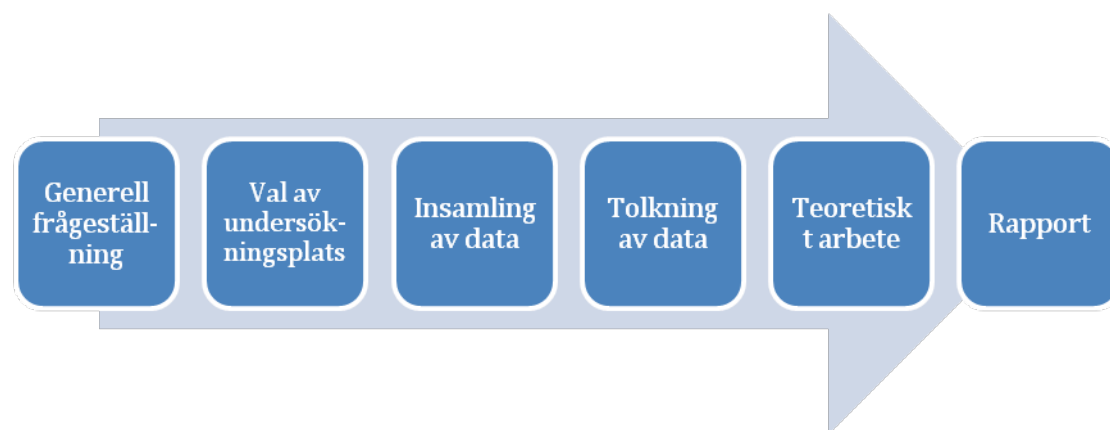 Generell
frågeställ-
ning
Val av
undersök-
ningsplats
Insamling
av data
Tolkning
av data
Teoretisk
t arbete
Rapport